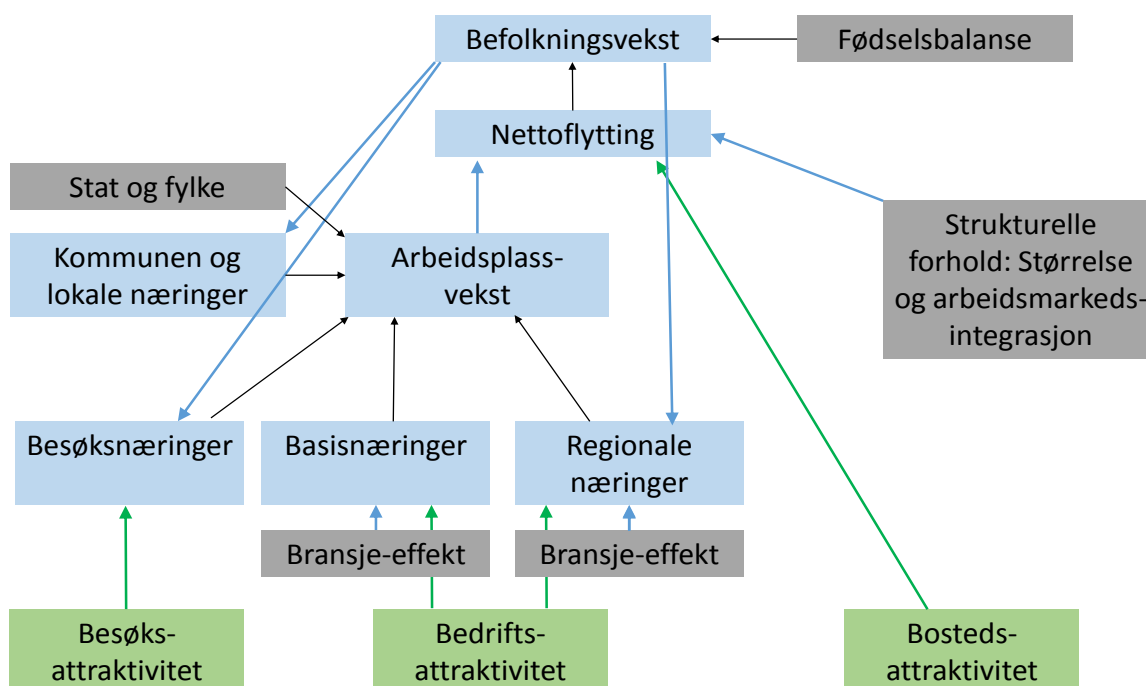 Befolkningsvekst
Fødselsbalanse
Nettoflytting
Stat og fylke
Kommunen og
lokale næringer
Arbeidsplass-
vekst
Strukturelle
forhold: Størrelse
og arbeidsmarkeds-
integrasjon
Besøksnæringer
Basisnæringer
Regionale
næringer
Bransje-effekt
Bransje-effekt
Besøks-
attraktivitet
Bedrifts-
attraktivitet
Bosteds-
attraktivitet